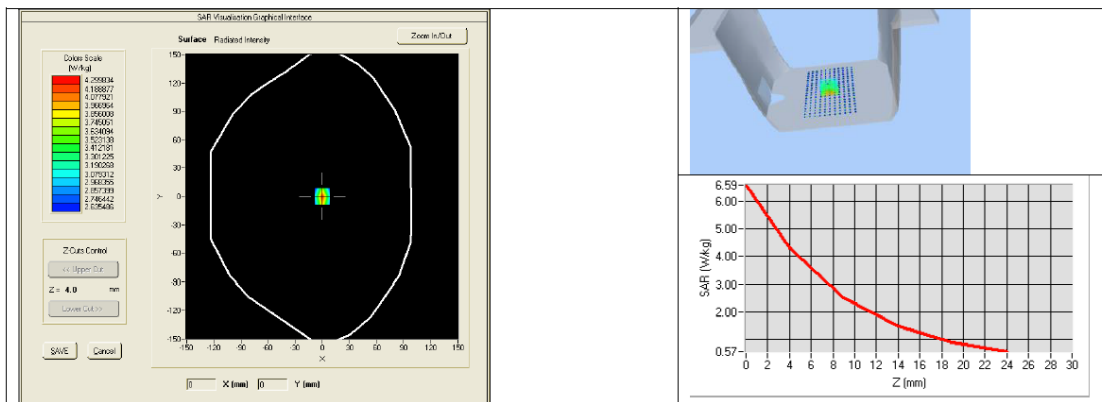 SAR Visualisation Graphical Interface
Surface Radiated Intensity
Zoom In/Out
Colors Scale
(W/kg)
4.299834
4.188877
4.077921
3.966964
3.856008
3.745051
3.634094
3.523138
3.412181
3.301225
3.190268
3.079312
2.968355
2.857399
2.746442
2.635486
150
120
90
60
30
0
-30
-60
-90
-120
-150
Y
-150 -120 -90 -60 -30 0 30 60 90 120 150
X
Z-Cuts Control
<< Upper Cut
Z = 4.0 mm
Lower Cut >>
SAVE Cancel
0 X (mm) 0 Y (mm)
6.59
6.00
5.00
4.00
3.00
2.00
0.57
SAR (W/kg)
0 2 4 6 8 10 12 14 16 18 20 22 24 26 28 30
Z (mm)